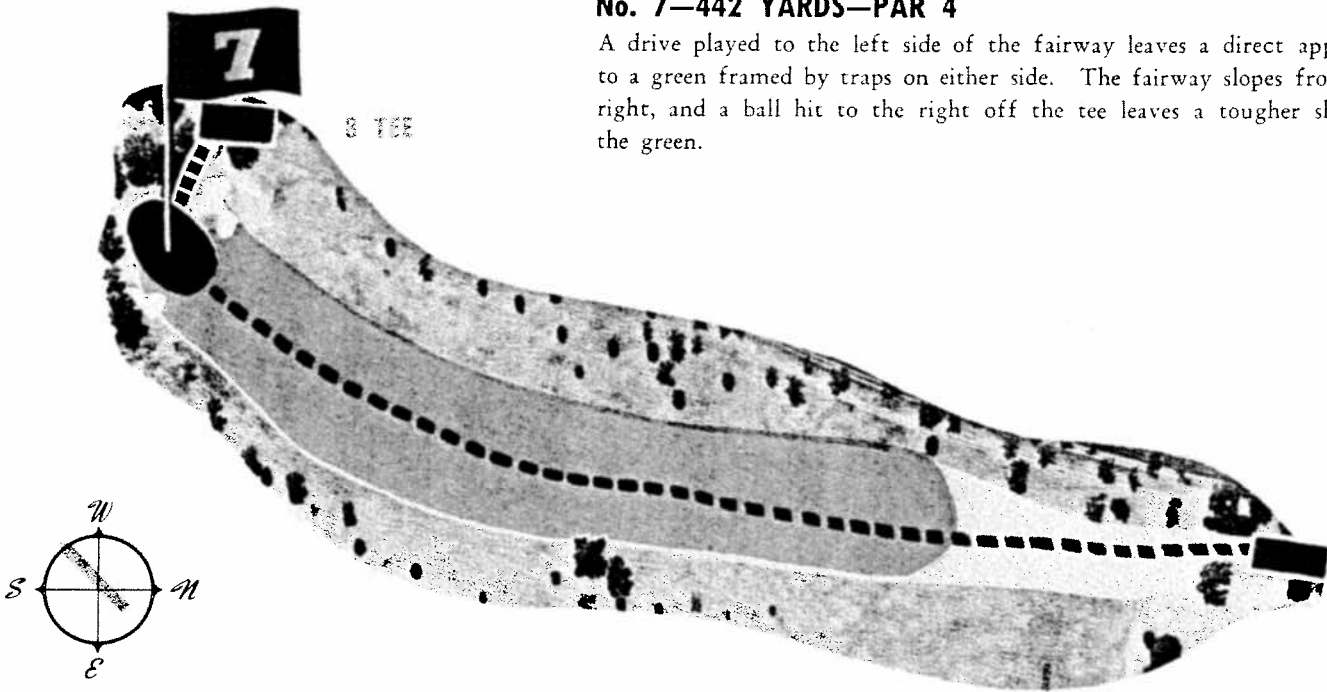 No. 7—442 YARDS—PAR 4
A drive played to the left side of the fairway leaves a direct
to a green framed by traps on either side. The fairway slopes
right, and a ball hit to the right off the tee leaves a tougher
the green.
7
8 TEE
W
S N
E